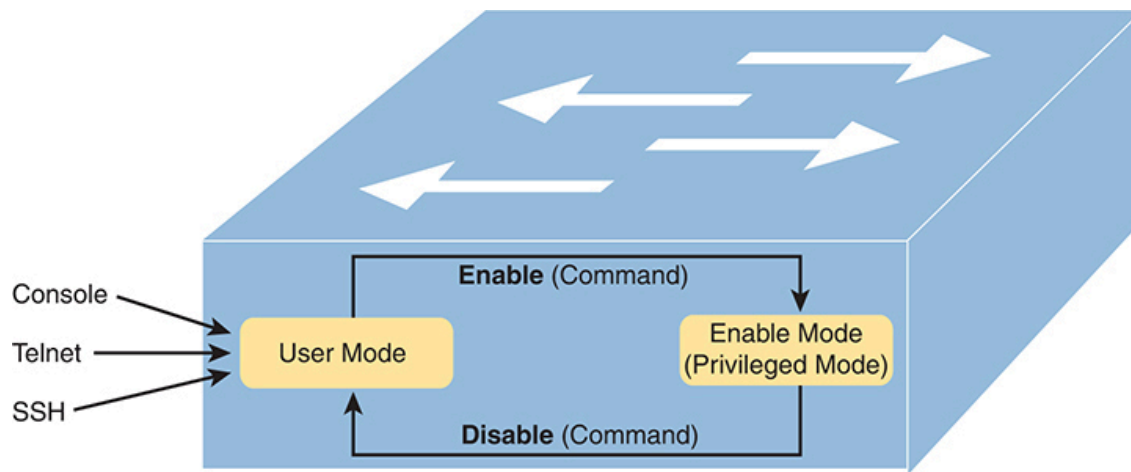 Enable (Command)
Console
Telnet
SSH
User Mode
Enable Mode
(Privileged Mode)
Disable (Command)